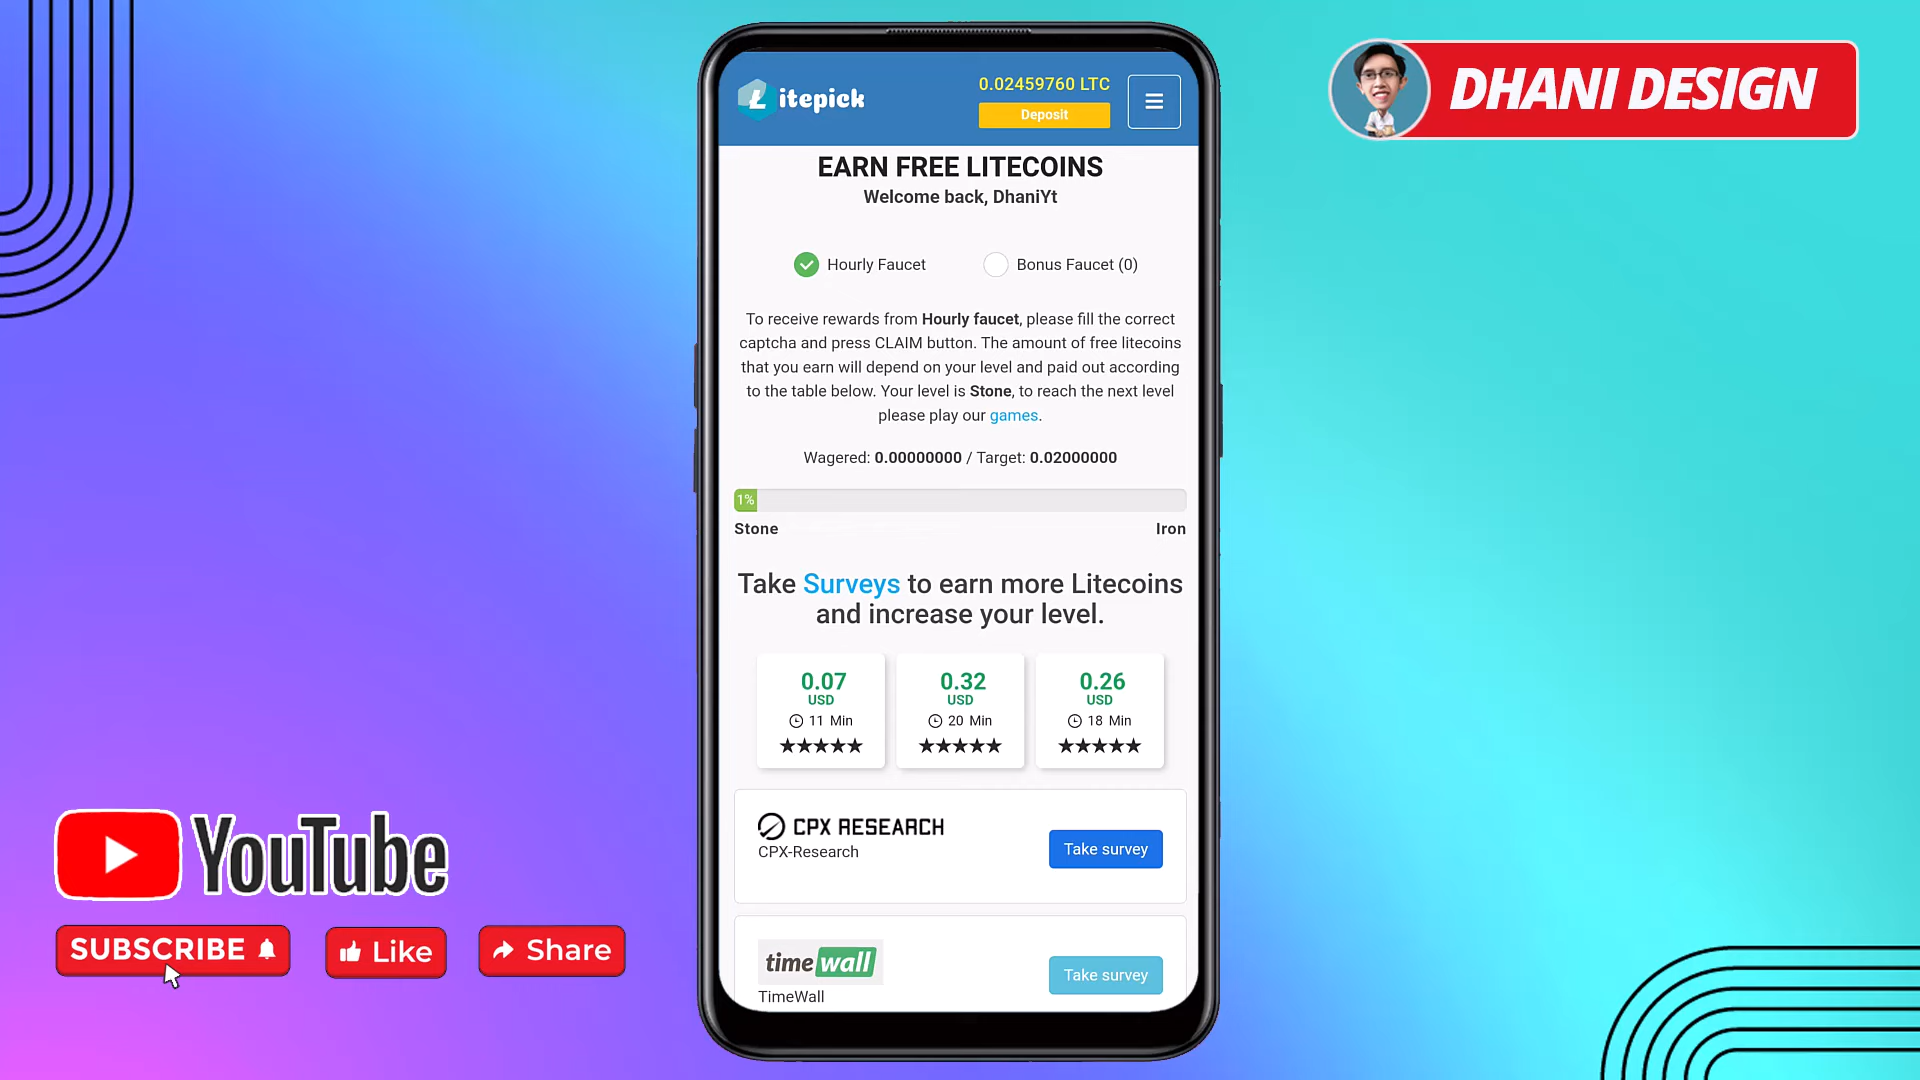 Litepick
0.02459760 LTC
Deposit
EARN FREE LITECOINS
Welcome back, DhaniYt
Hourly Faucet
Bonus Faucet (0)
To receive rewards from Hourly faucet, please fill the correct
captcha and press CLAIM button. The amount of free litecoins
that you earn will depend on your level and paid out according
to the table below. Your level is Stone, to reach the next level
please play our games.
Wagered: 0.00000000 / Target: 0.02000000
1%
Stone
Iron
Take Surveys to earn more Litecoins
and increase your level.
0.07
USD
11 Min
0.32
USD
20 Min
0.26
USD
18 Min
CPX RESEARCH
CPX-Research
Take survey
timewall
TimeWall
Take survey
DHANI DESIGN
YouTube
SUBSCRIBE
Like
Share